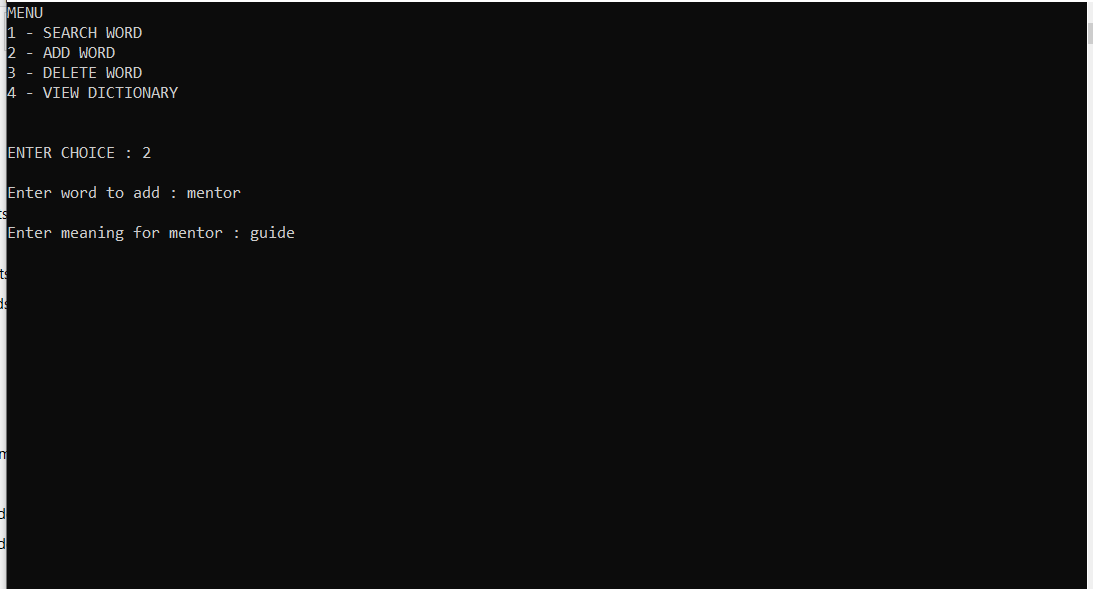 MENU
1 - SEARCH WORD
2 - ADD WORD
3 - DELETE WORD
4 - VIEW DICTIONARY
ENTER CHOICE : 2
Enter word to add : mentor
Enter meaning for mentor : guide